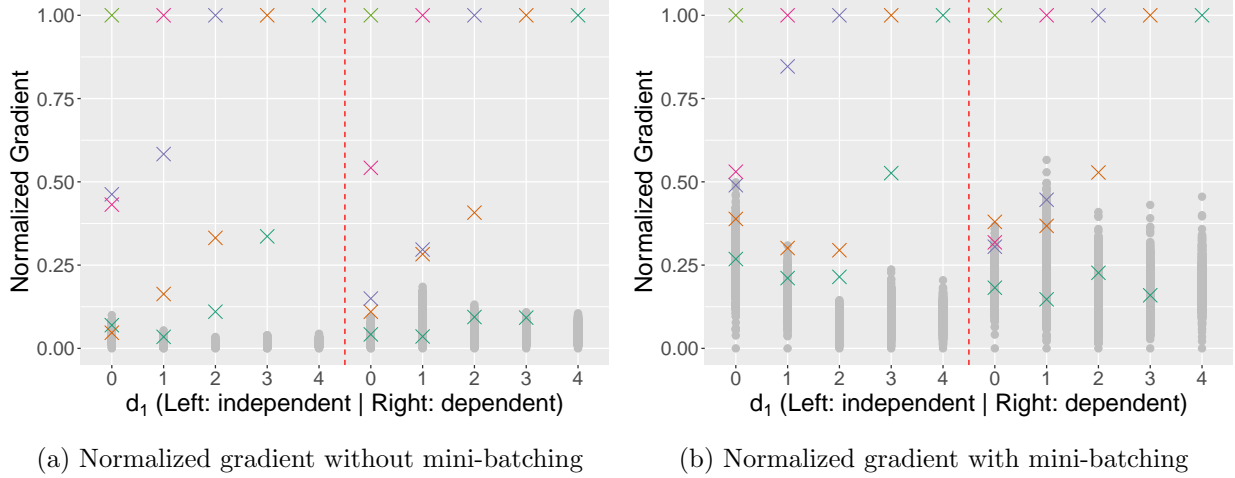 1.00
0.75
0.50
0.25
0.00
Normalized Gradient
0 1 2 3 4 0 1 2 3 4
d₁ (Left: independent | Right: dependent)
(a) Normalized gradient without mini-batching
1.00
0.75
0.50
0.25
0.00
Normalized Gradient
0 1 2 3 4 0 1 2 3 4
d₁ (Left: independent | Right: dependent)
(b) Normalized gradient with mini-batching